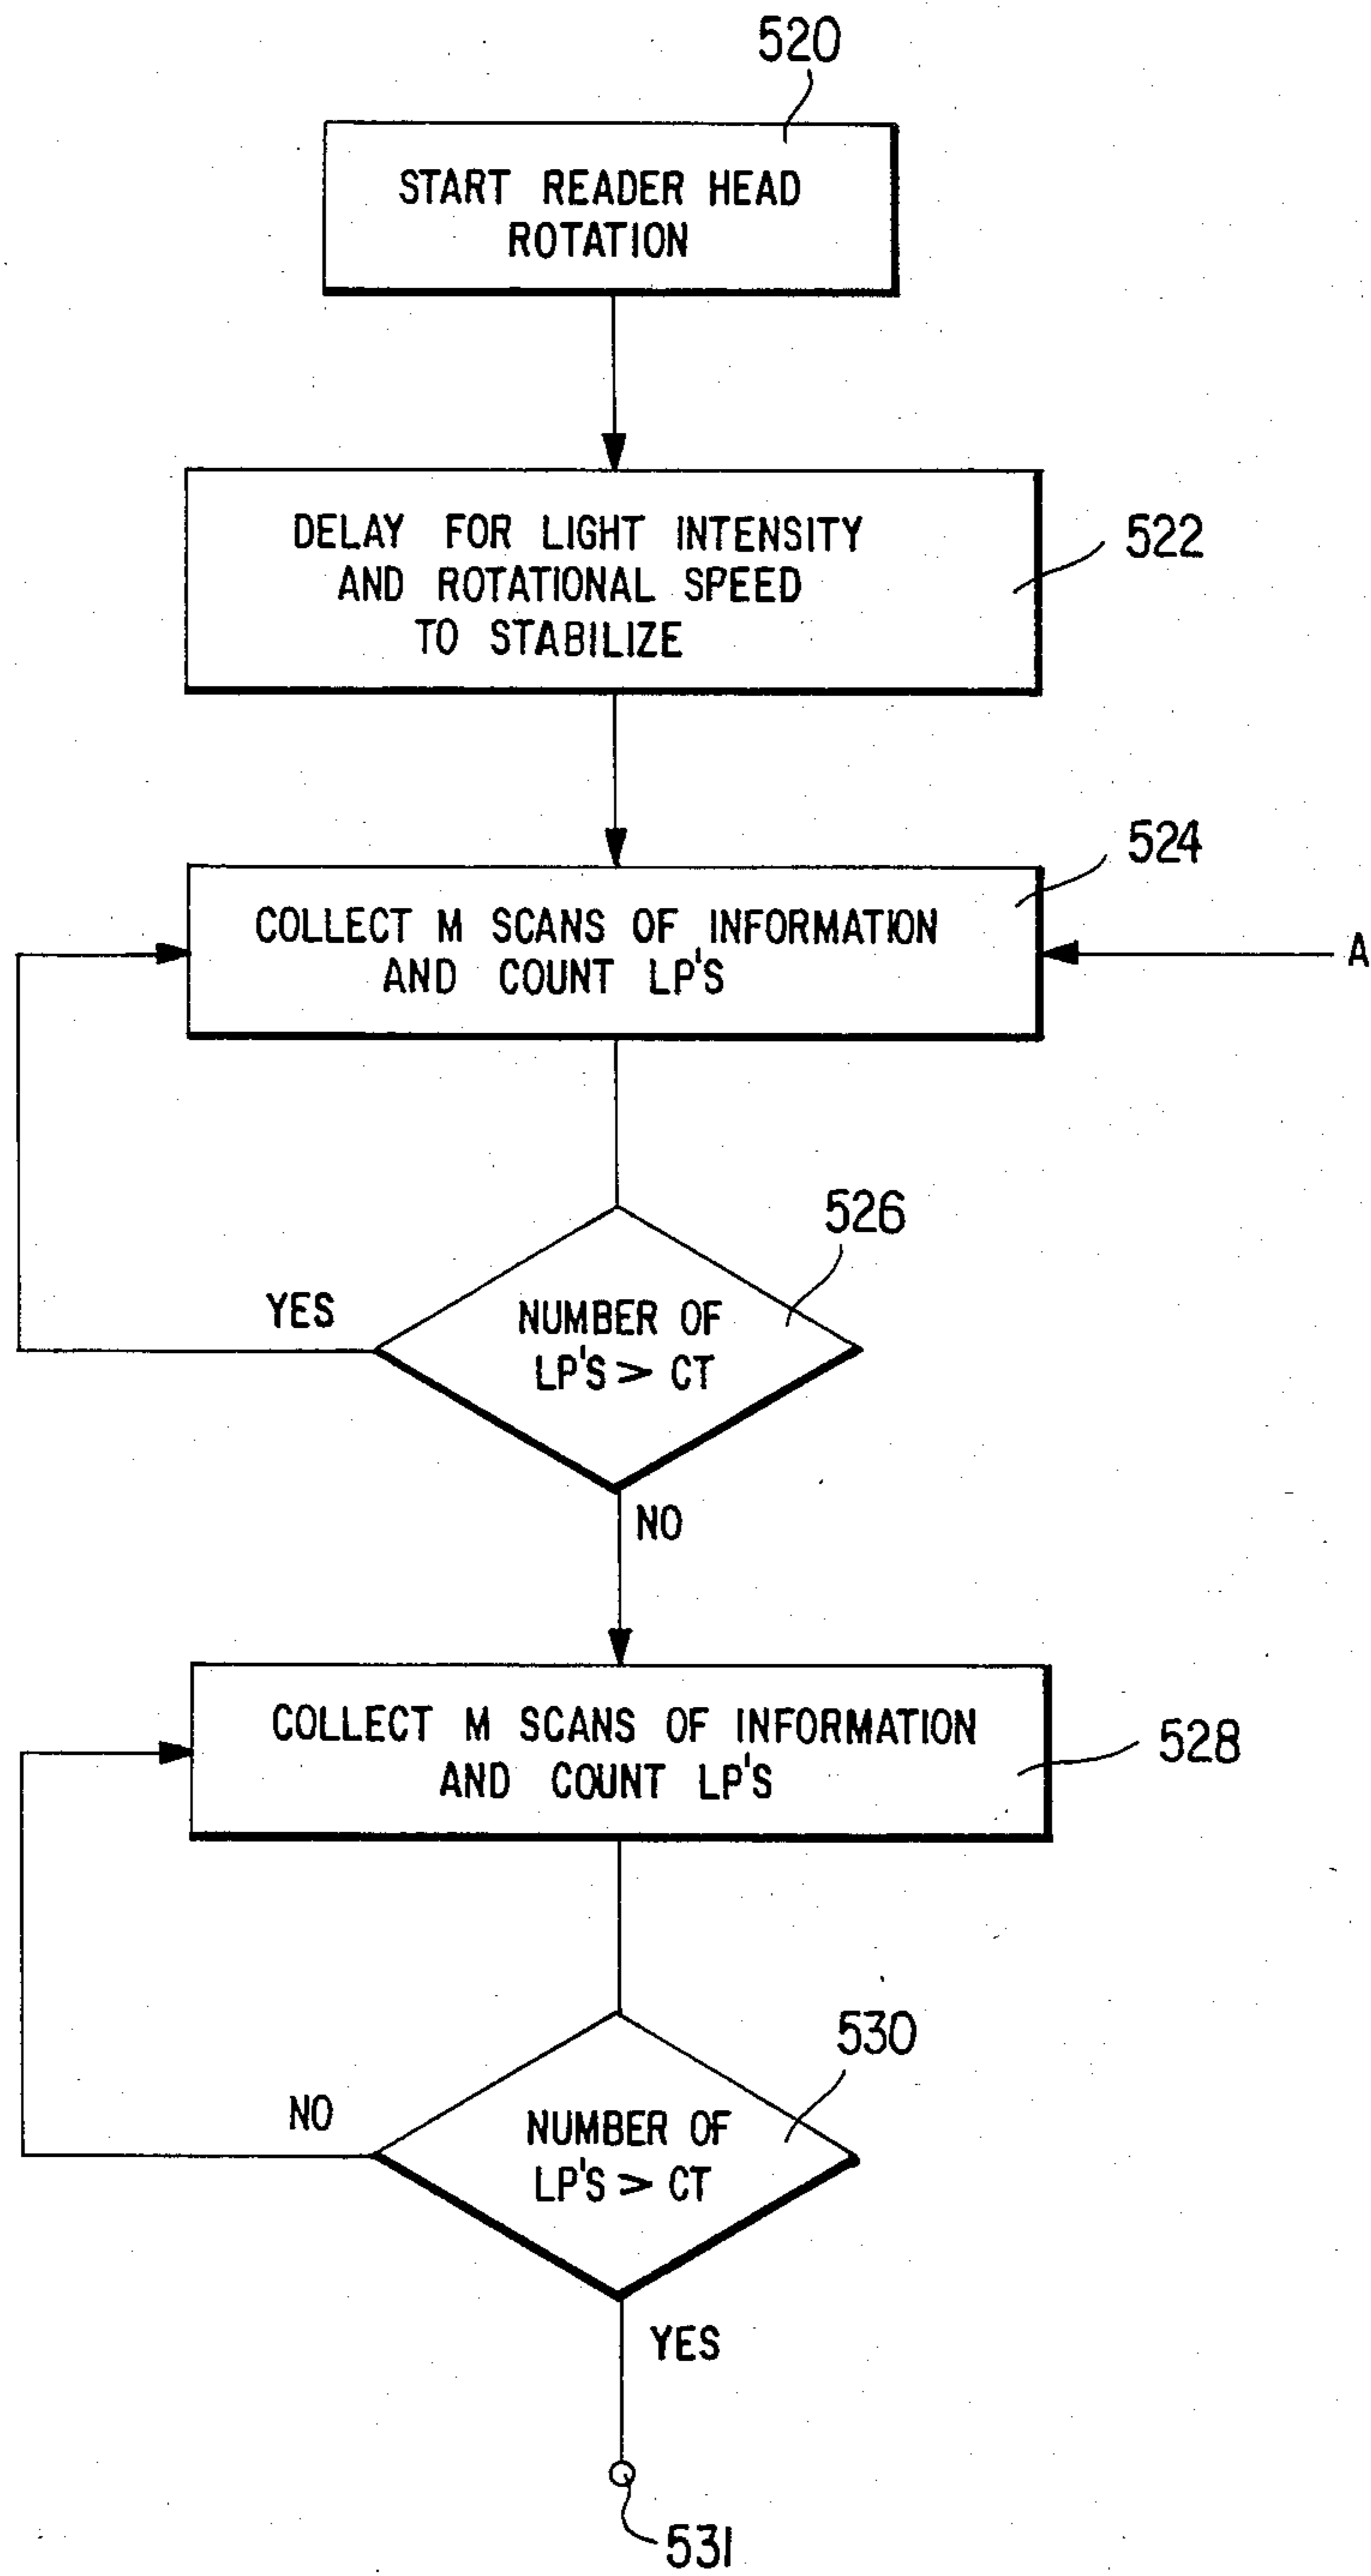 520
START READER HEAD
ROTATION
DELAY FOR LIGHT INTENSITY
AND ROTATIONAL SPEED
TO STABILIZE
522
524
COLLECT M SCANS OF INFORMATION
AND COUNT LP'S
A
526
YES
NUMBER OF
LP'S > CT
NO
COLLECT M SCANS OF INFORMATION
AND COUNT LP'S
528
530
NO
NUMBER OF
LP'S > CT
YES
531